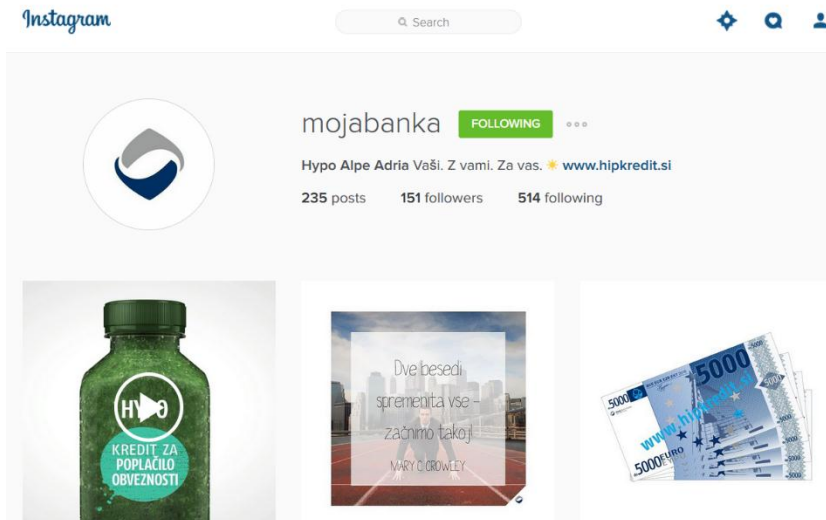 Instagram
Search
mojabanka FOLLOWING
Hypo Alpe Adria Vaši. Z vami. Za vas. www.hipkredit.si
235 posts 151 followers 514 following
HYPO
KREDIT ZA
POPLAČILO
OBVEZNOSTI
Dve besedi
spremenita vse -
začnimo takoj!
MARY C CROWLEY
5000
5000
www.hipkredit.si
5000 EURO